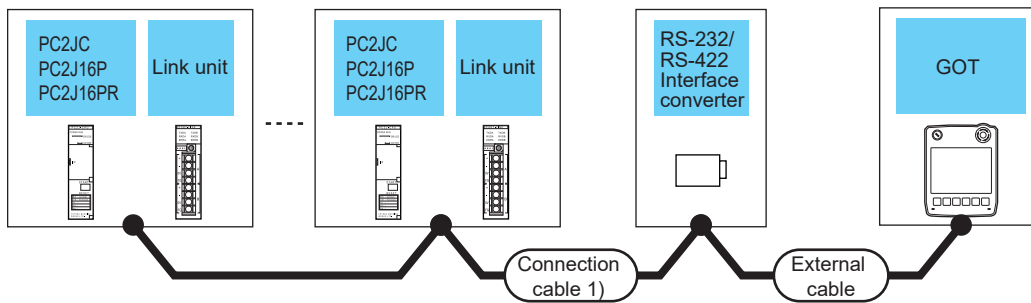 PC2JC
PC2J16P
PC2J16PR
Link unit
PC2JC
PC2J16P
PC2J16PR
Link unit
RS-232/
RS-422
Interface
converter
GOT
Connection
cable 1)
External
cable